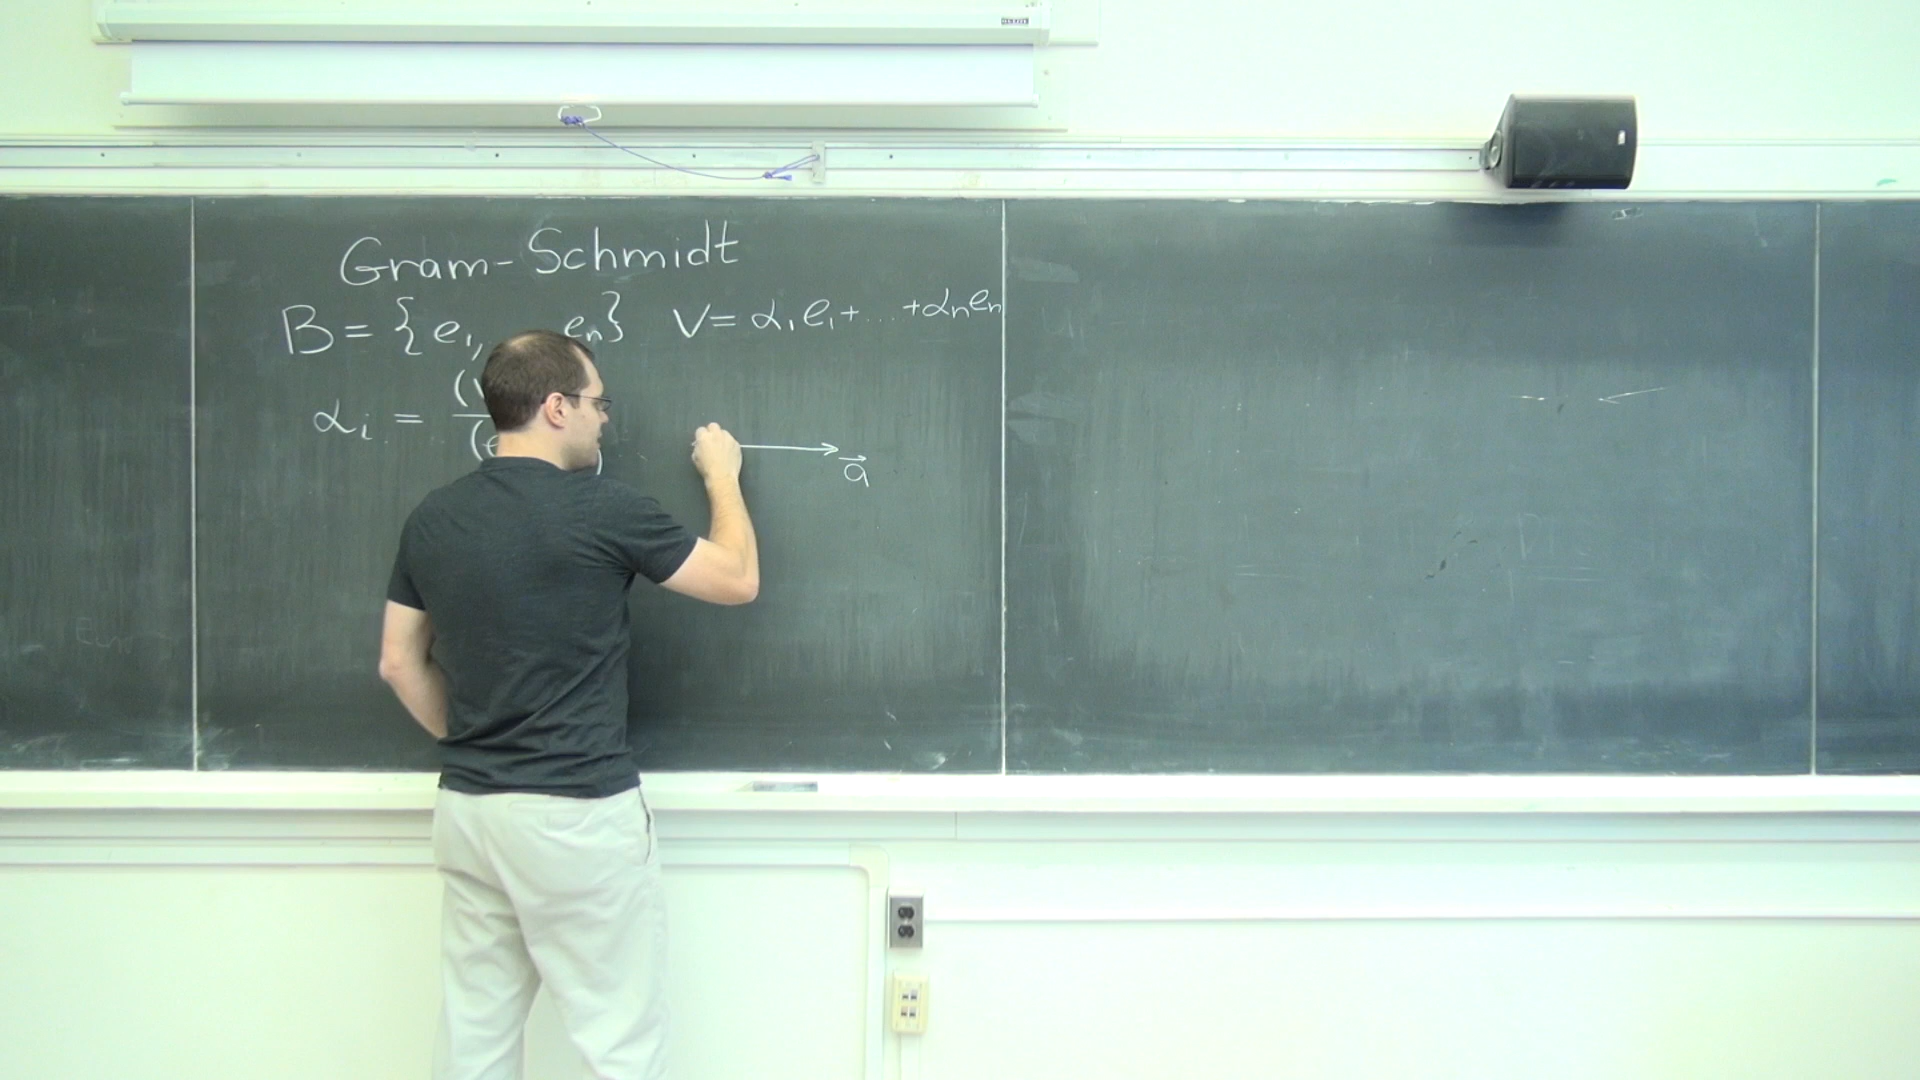 Gram-Schmidt
B = {e₁, eₙ} V = α₁e₁ + ... + αₙeₙ
αᵢ =
a⃗